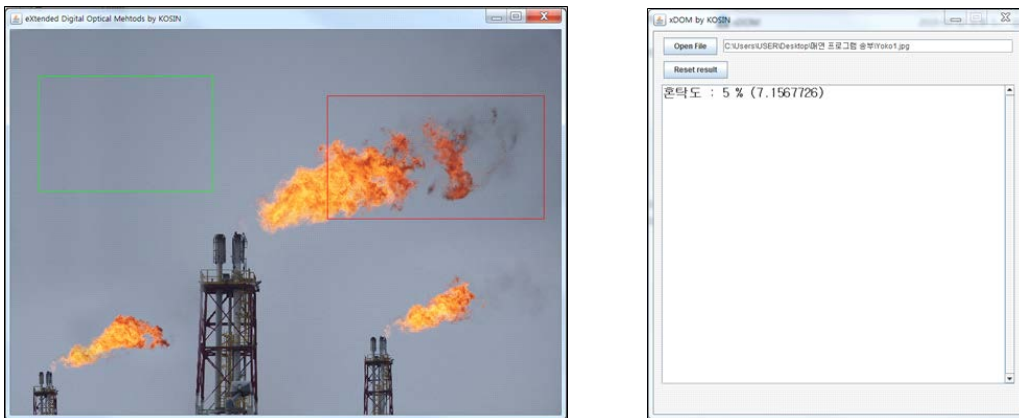 eXtended Digital Optical Mehtods by KOSIN
xDOM by KOSIN
Open File
C:\Users\USER\Desktop\매연 프로그램 송부\Yoko1.jpg
Reset result
혼탁도 : 5 % (7.1567726)